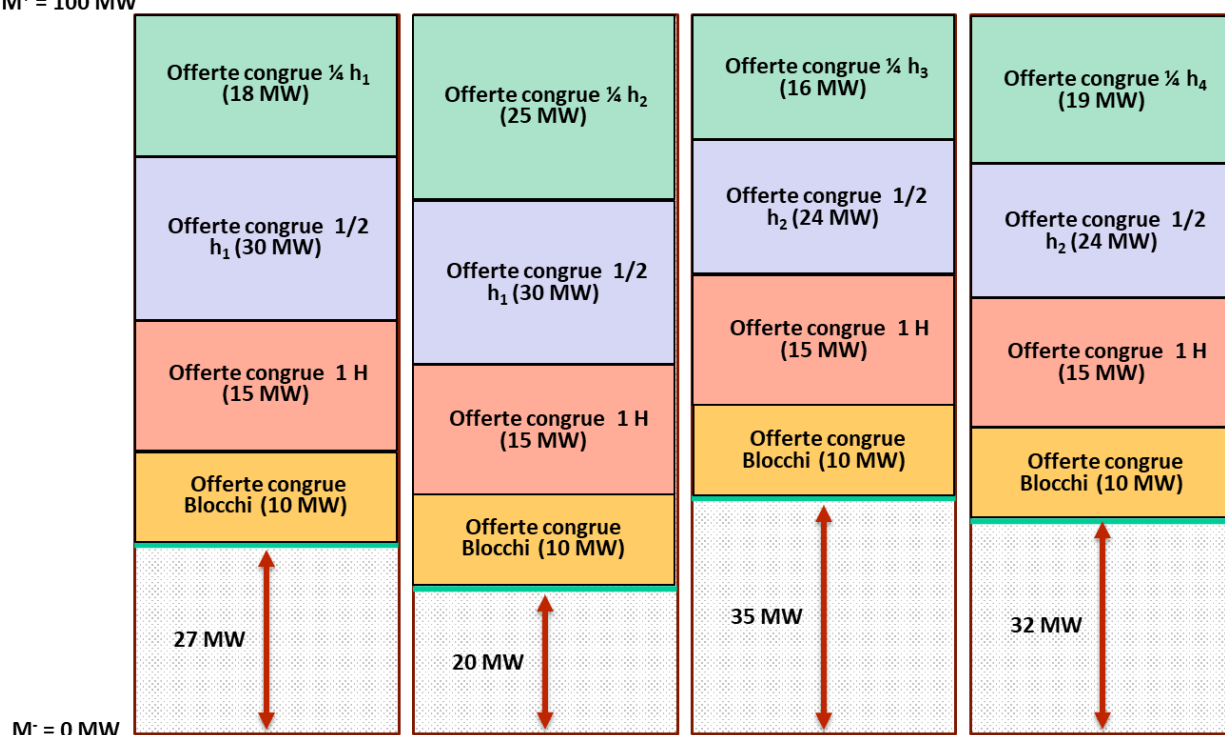 M⁺ = 100 MW
Offerte congrue ¼ h₁
(18 MW)
Offerte congrue 1/2
h₁ (30 MW)
Offerte congrue 1 H
(15 MW)
Offerte congrue
Blocchi (10 MW)
27 MW
Offerte congrue ¼ h₂
(25 MW)
Offerte congrue 1/2
h₁ (30 MW)
Offerte congrue 1 H
(15 MW)
Offerte congrue
Blocchi (10 MW)
20 MW
Offerte congrue ¼ h₃
(16 MW)
Offerte congrue 1/2
h₂ (24 MW)
Offerte congrue 1 H
(15 MW)
Offerte congrue
Blocchi (10 MW)
35 MW
Offerte congrue ¼ h₄
(19 MW)
Offerte congrue 1/2
h₂ (24 MW)
Offerte congrue 1 H
(15 MW)
Offerte congrue
Blocchi (10 MW)
32 MW
M⁻ = 0 MW